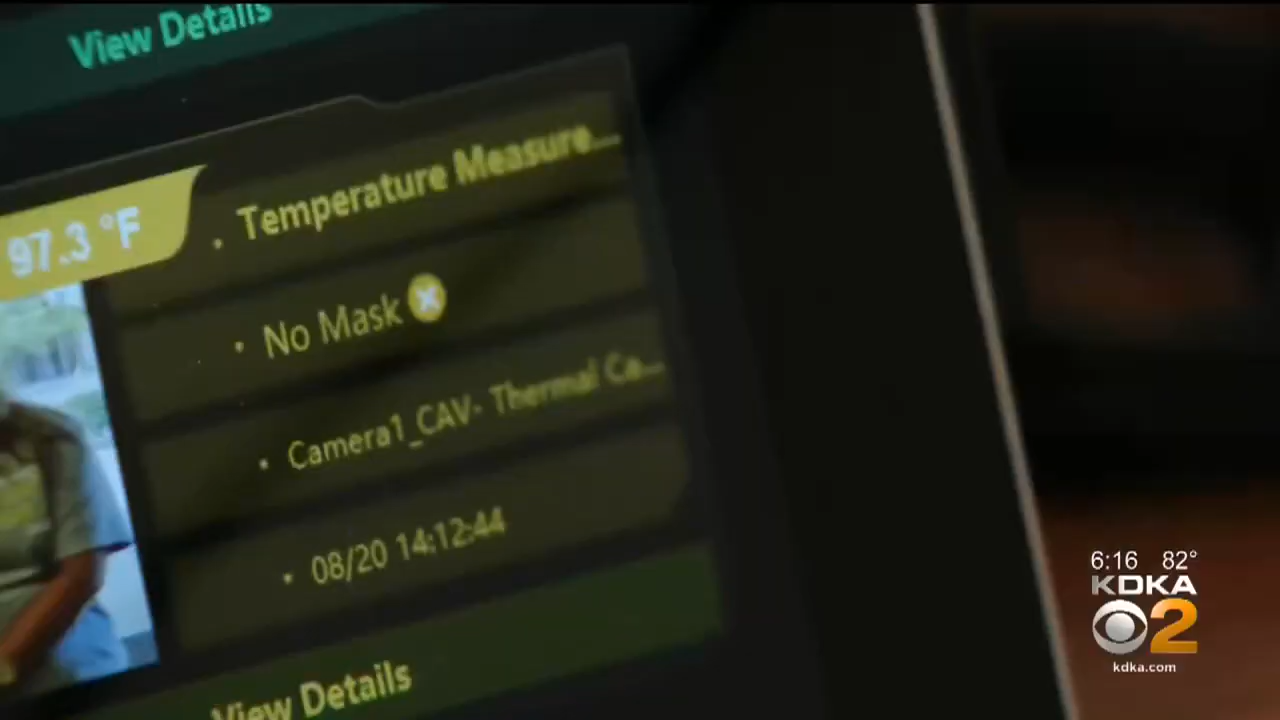 View Details
97.3 °F
Temperature Measure...
No Mask
Camera1_CAV- Thermal Ca...
08/20 14:12:44
View Details
6:16 82°
KDKA
2
kdka.com